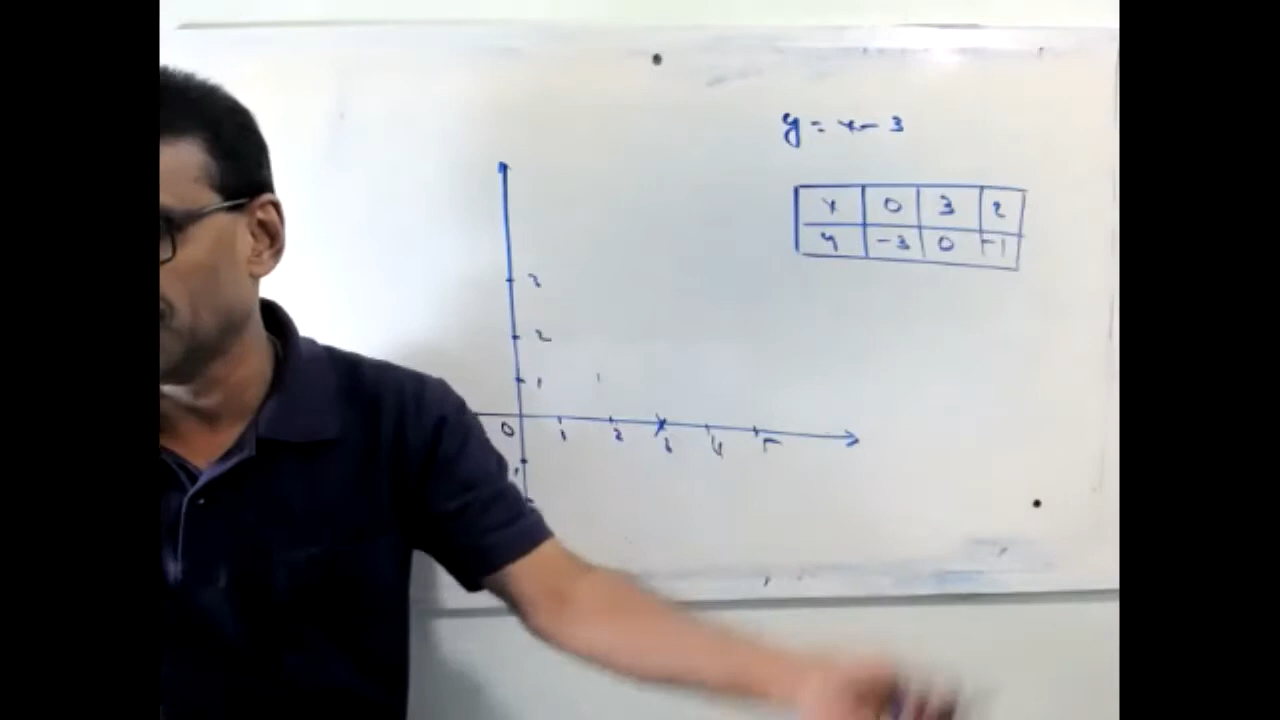 y = x - 3
x 0 3 2
y -3 0 -1
3
2
1
0 1 2 3 4 5